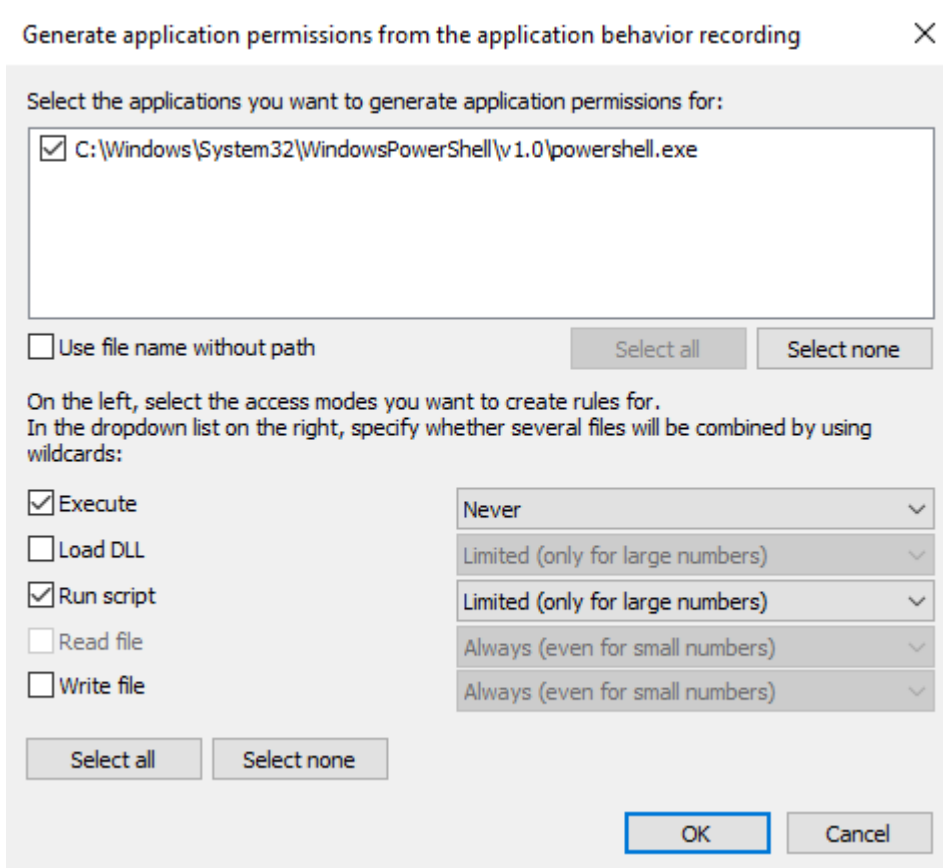 Generate application permissions from the application behavior recording
Select the applications you want to generate application permissions for:
C:\Windows\System32\WindowsPowerShell\v1.0\powershell.exe
Use file name without path
Select all
Select none
On the left, select the access modes you want to create rules for.
In the dropdown list on the right, specify whether several files will be combined by using
wildcards:
Execute
Never
Load DLL
Limited (only for large numbers)
Run script
Limited (only for large numbers)
Read file
Always (even for small numbers)
Write file
Always (even for small numbers)
Select all
Select none
OK
Cancel